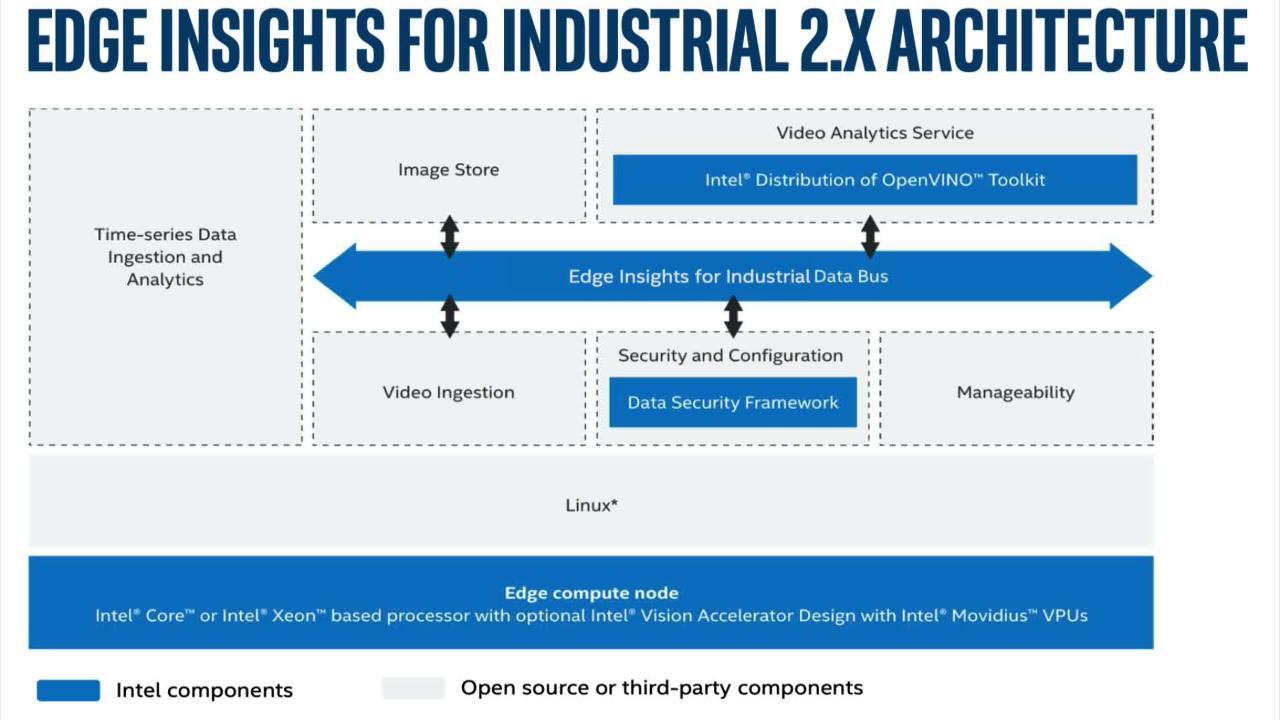 EDGE INSIGHTS FOR INDUSTRIAL 2.X ARCHITECTURE
Time-series Data
Ingestion and
Analytics
Image Store
Video Analytics Service
Intel® Distribution of OpenVINO™ Toolkit
Edge Insights for Industrial Data Bus
Video Ingestion
Security and Configuration
Data Security Framework
Manageability
Linux*
Edge compute node
Intel® Core™ or Intel® Xeon™ based processor with optional Intel® Vision Accelerator Design with Intel® Movidius™ VPUs
Intel components
Open source or third-party components